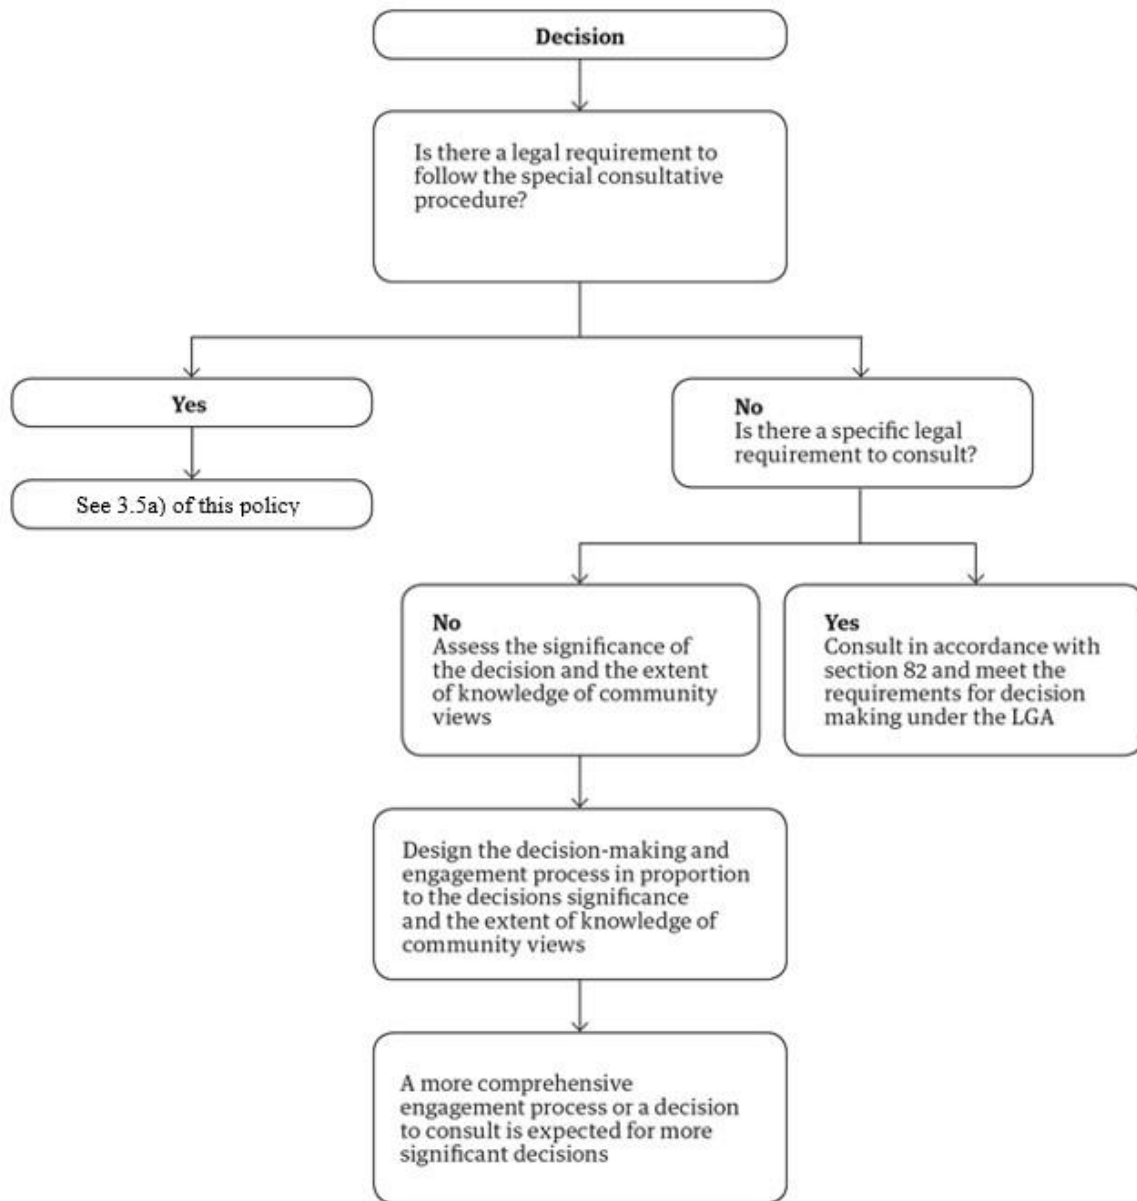 Decision
Is there a legal requirement to
follow the special consultative
procedure?
Yes
See 3.5a) of this policy
No
Is there a specific legal
requirement to consult?
No
Assess the significance of
the decision and the extent
of knowledge of community
views
Yes
Consult in accordance with
section 82 and meet the
requirements for decision
making under the LGA
Design the decision-making and
engagement process in proportion
to the decisions significance
and the extent of knowledge of
community views
A more comprehensive
engagement process or a decision
to consult is expected for more
significant decisions